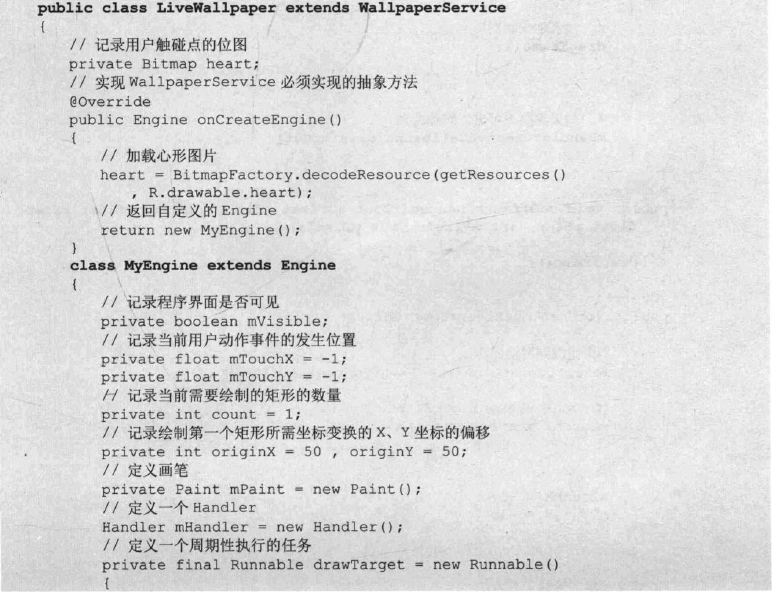 public class LiveWallpaper extends WallpaperService
{
// 记录用户触碰点的位图
private Bitmap heart;
// 实现 WallpaperService 必须实现的抽象方法
@Override
public Engine onCreateEngine()
{
// 加载心形图片
heart = BitmapFactory.decodeResource(getResources()
, R.drawable.heart);
// 返回自定义的 Engine
return new MyEngine();
}
class MyEngine extends Engine
{
// 记录程序界面是否可见
private boolean mVisible;
// 记录当前用户动作事件的发生位置
private float mTouchX = -1;
private float mTouchY = -1;
// 记录当前需要绘制的矩形的数量
private int count = 1;
// 记录绘制第一个矩形所需坐标变换的 X、Y 坐标的偏移
private int originX = 50 , originY = 50;
// 定义画笔
private Paint mPaint = new Paint();
// 定义一个 Handler
Handler mHandler = new Handler();
// 定义一个周期性执行的任务
private final Runnable drawTarget = new Runnable()
{